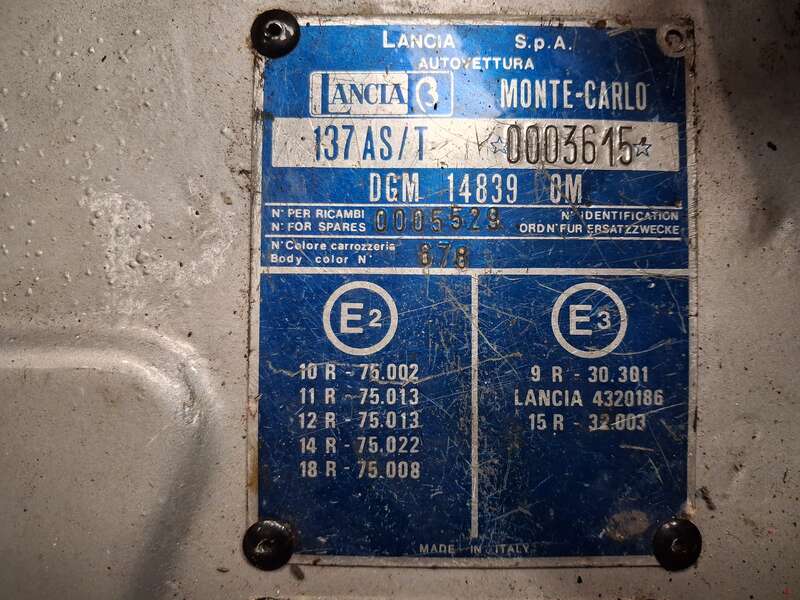 LANCIA S.p.A.
AUTOVETTURA
LANCIA β MONTE-CARLO
137 AS/T ☆0003615☆
DGM 14839 OM
N° PER RICAMBI 0005529 N° IDENTIFICATION
N° FOR SPARES ORD N° FUR ERSATZZWECKE
N° Colore carrozzeria 678
Body color N°
E2
10 R - 75.002
11 R - 75.013
12 R - 75.013
14 R - 75.022
18 R - 75.008
E3
9 R - 30.301
LANCIA 4320186
15 R - 32.003
MADE IN ITALY